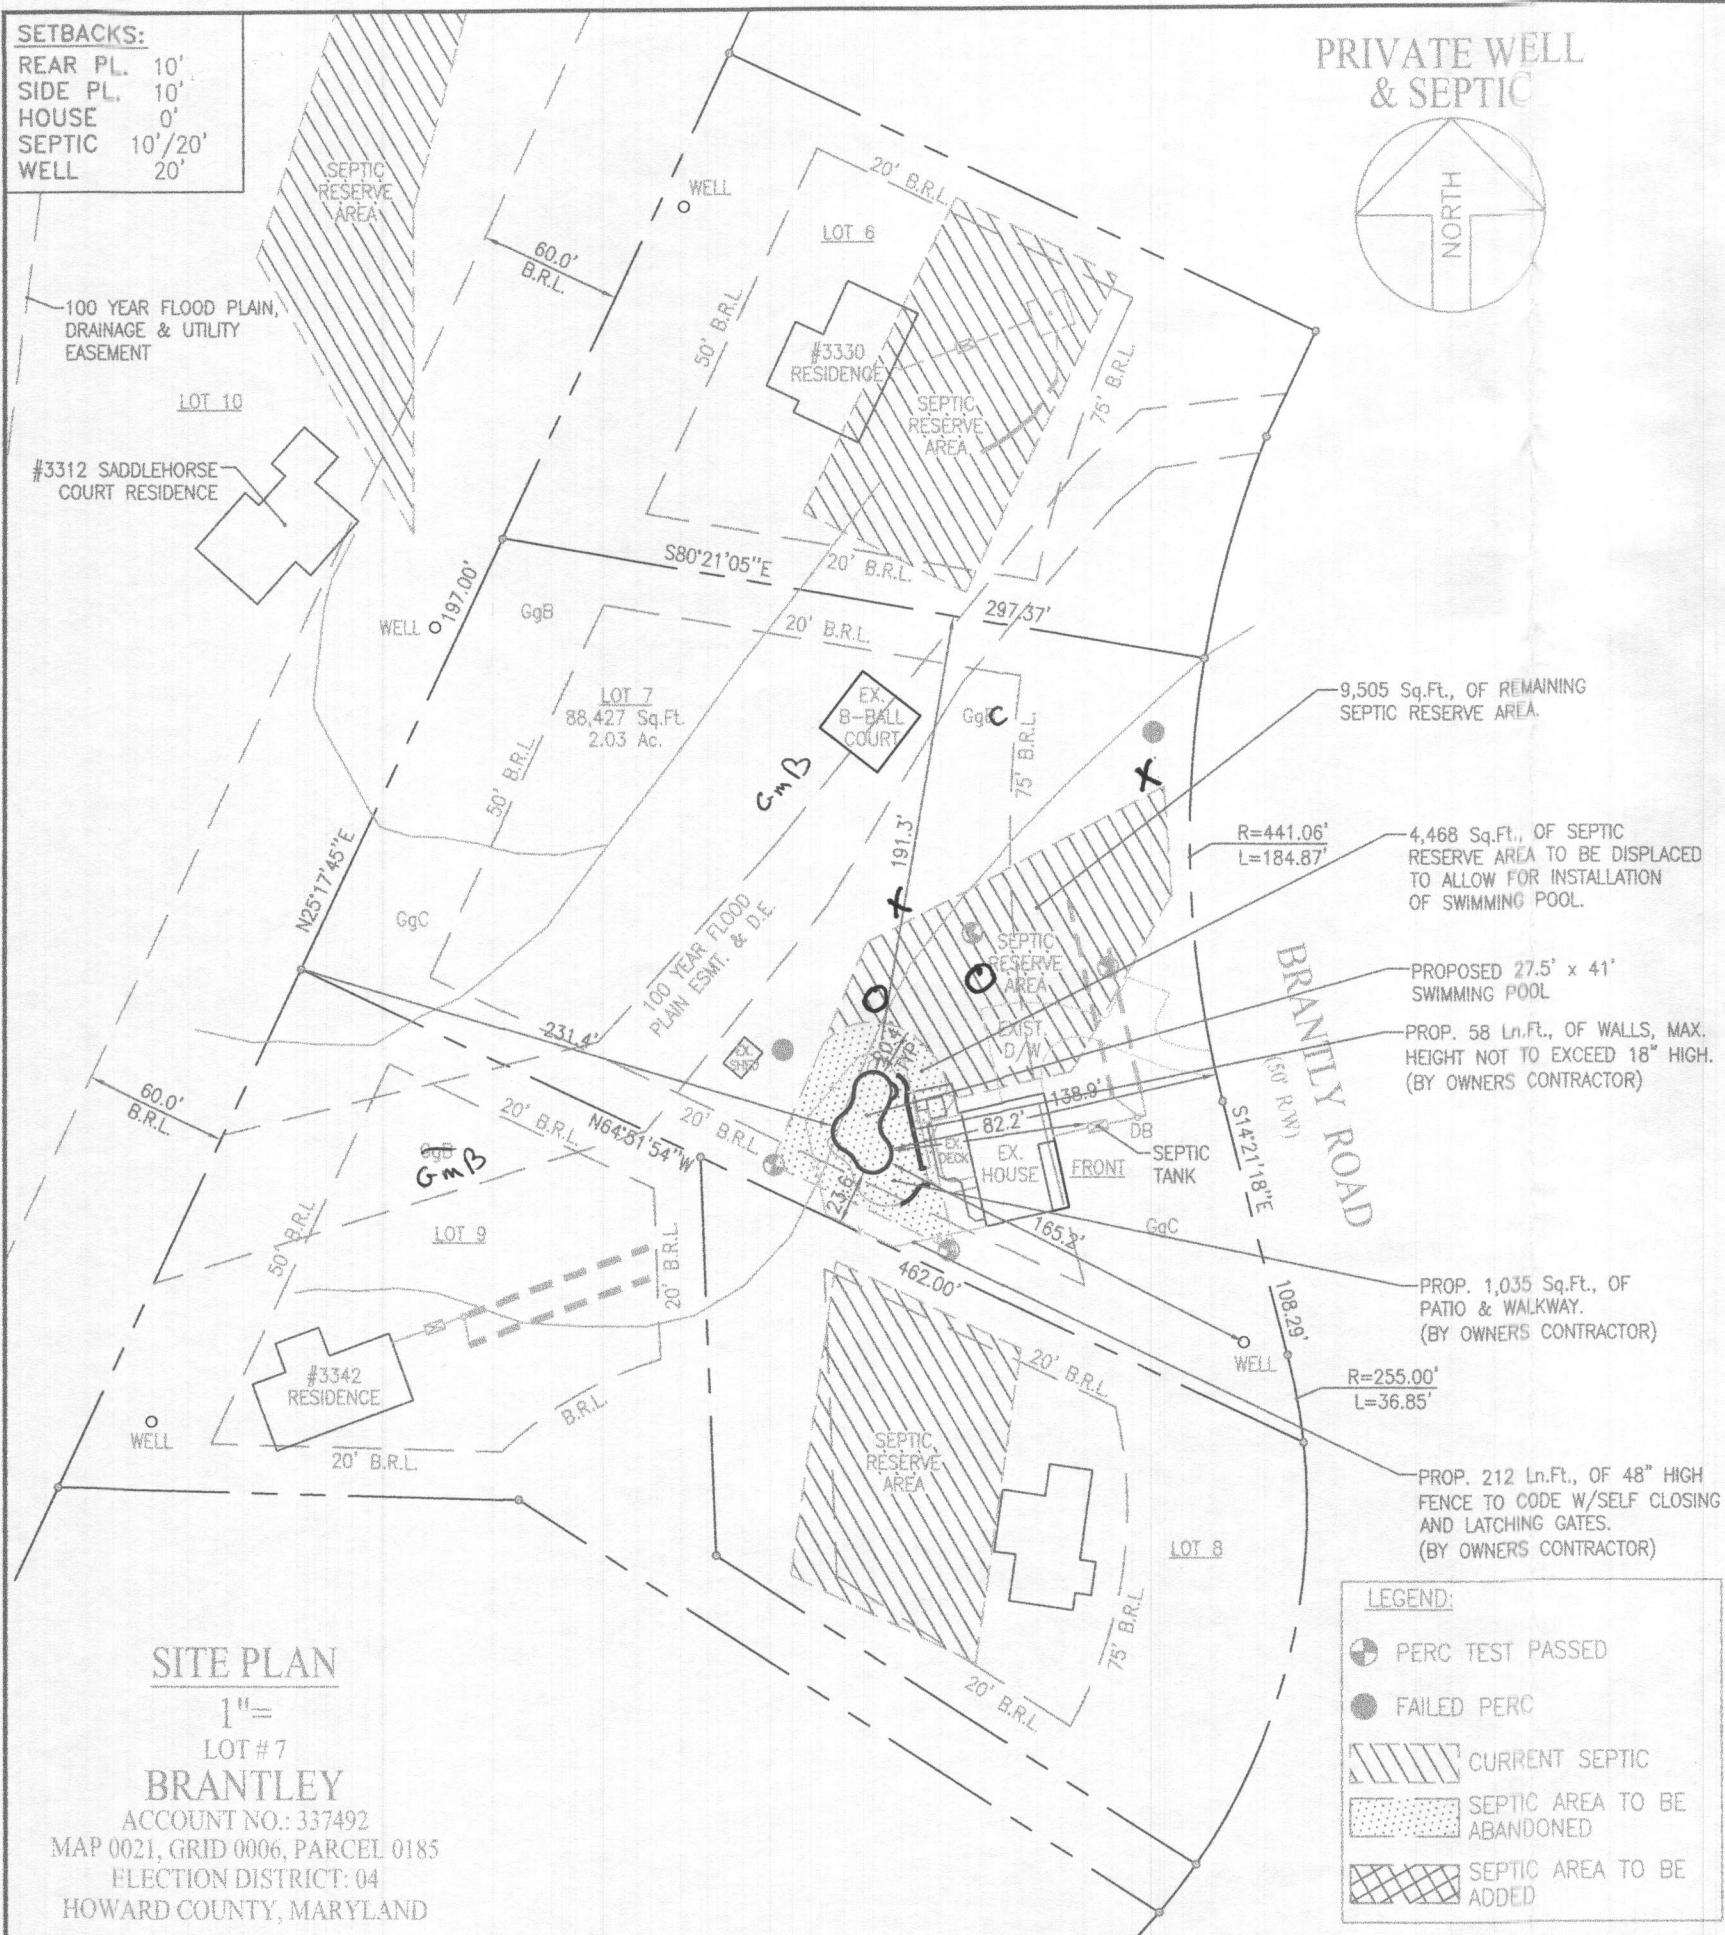 SETBACKS:
REAR PL. 10'
SIDE PL. 10'
HOUSE 0'
SEPTIC 10'/20'
WELL 20'
PRIVATE WELL
& SEPTIC
NORTH
SEPTIC
RESERVE
AREA
WELL
20' B.R.L.
LOT 6
60.0'
B.R.L.
50' B.R.L.
#3330
RESIDENCE
75' B.R.L.
SEPTIC
RESERVE
AREA
100 YEAR FLOOD PLAIN,
DRAINAGE & UTILITY
EASEMENT
LOT 10
#3312 SADDLEHORSE
COURT RESIDENCE
S80°21'05"E
20' B.R.L.
297.37'
197.00'
WELL
GgB
20' B.R.L.
LOT 7
88,427 Sq.Ft.
2.03 Ac.
EX.
B-BALL
COURT
C
75' B.R.L.
50' B.R.L.
GmB
X
191.3'
9,505 Sq.Ft., OF REMAINING
SEPTIC RESERVE AREA.
R=441.06'
L=184.87'
4,468 Sq.Ft., OF SEPTIC
RESERVE AREA TO BE DISPLACED
TO ALLOW FOR INSTALLATION
OF SWIMMING POOL.
N25°17'45"E
GgC
X
100 YEAR FLOOD
PLAIN ESMT. & D.E.
SEPTIC
RESERVE
AREA
O
O
EXIST.
D/W
BRANTLY ROAD
(50' R/W)
PROPOSED 27.5' x 41'
SWIMMING POOL
PROP. 58 Ln.Ft., OF WALLS, MAX.
HEIGHT NOT TO EXCEED 18" HIGH.
(BY OWNERS CONTRACTOR)
231.4'
EX.
SHED
TYP.
60.0'
B.R.L.
20' B.R.L.
N64°51'54"W
20' B.R.L.
138.9'
82.2'
DB
EX.
DECK
EX.
HOUSE
FRONT
SEPTIC
TANK
S14°21'18"E
GgB
GmB
23.6'
165.2'
GgC
LOT 9
50' B.R.L.
20' B.R.L.
462.00'
108.29'
PROP. 1,035 Sq.Ft., OF
PATIO & WALKWAY.
(BY OWNERS CONTRACTOR)
WELL
#3342
RESIDENCE
WELL
B.R.L.
20' B.R.L.
20' B.R.L.
R=255.00'
L=36.85'
SEPTIC
RESERVE
AREA
PROP. 212 Ln.Ft., OF 48" HIGH
FENCE TO CODE W/SELF CLOSING
AND LATCHING GATES.
(BY OWNERS CONTRACTOR)
LOT 8
75' B.R.L.
20' B.R.L.
SITE PLAN
1"=
LOT # 7
BRANTLEY
ACCOUNT NO.: 337492
MAP 0021, GRID 0006, PARCEL 0185
ELECTION DISTRICT: 04
HOWARD COUNTY, MARYLAND
LEGEND:
PERC TEST PASSED
FAILED PERC
CURRENT SEPTIC
SEPTIC AREA TO BE
ABANDONED
SEPTIC AREA TO BE
ADDED